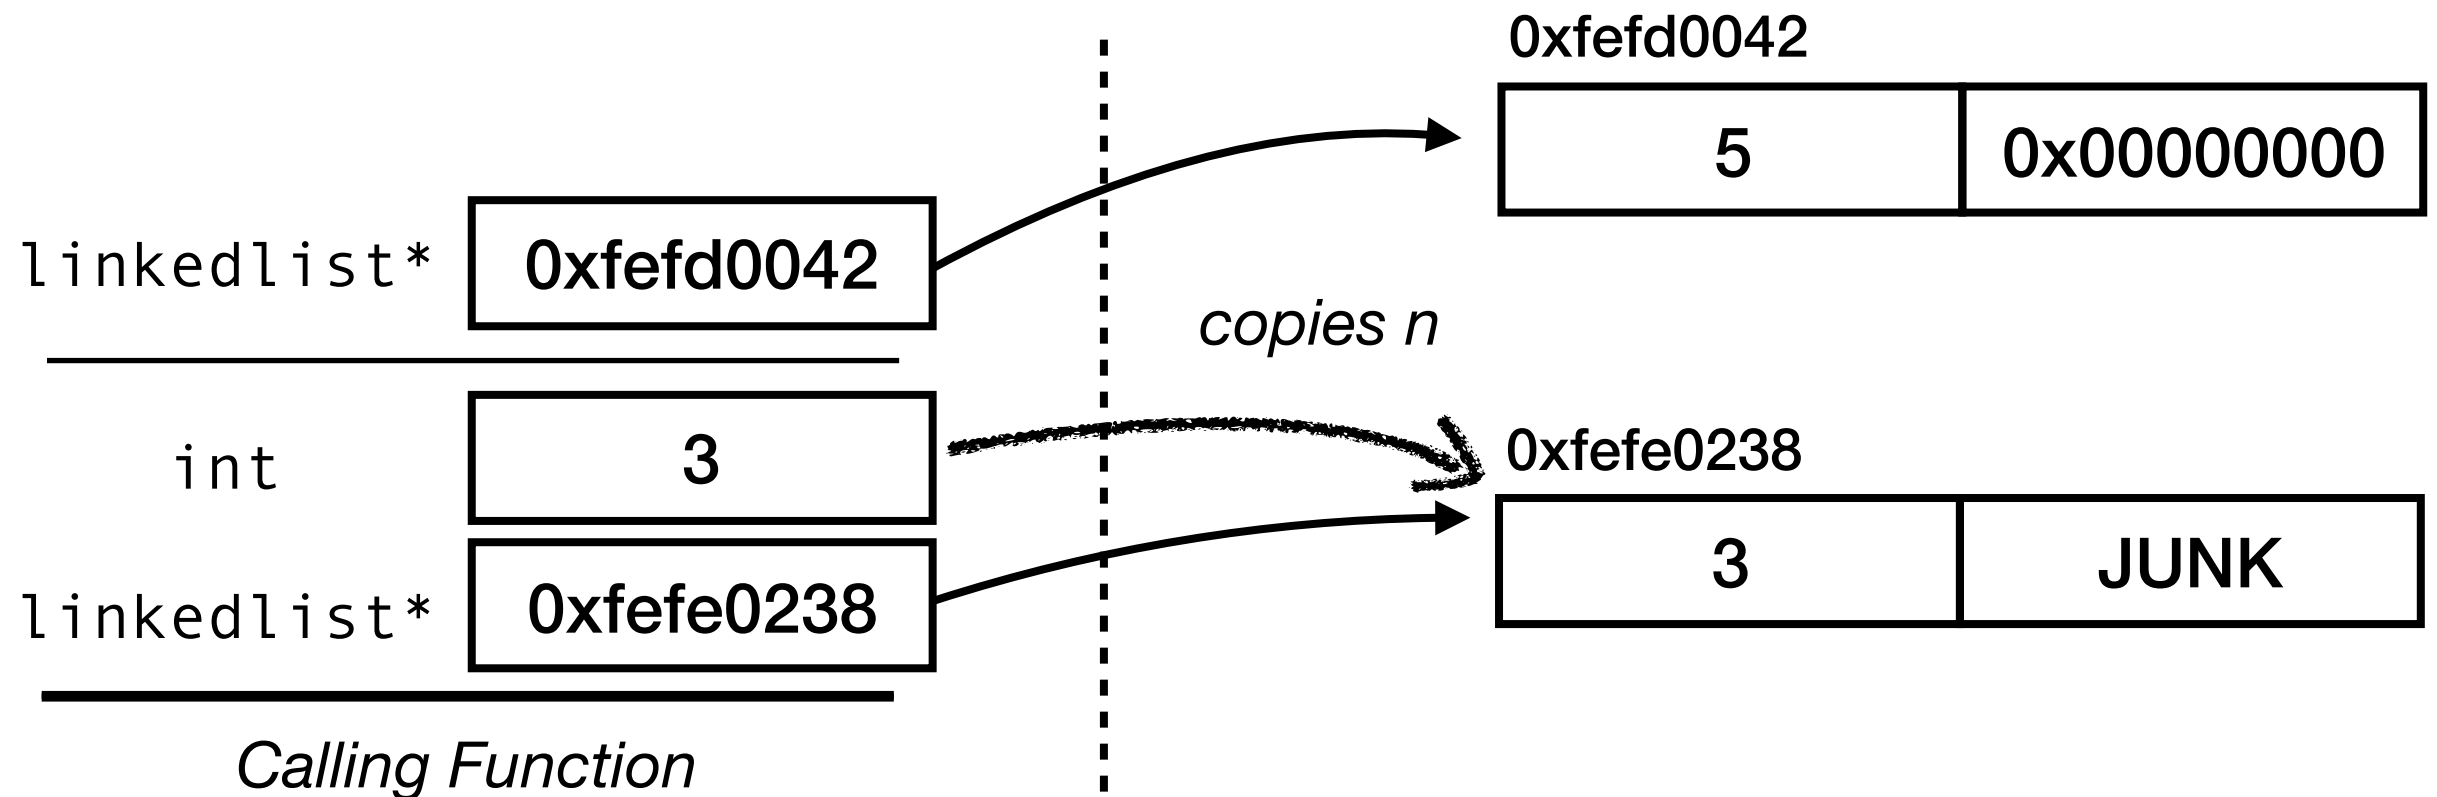 0xfefd0042
5 0x00000000
linkedlist* 0xfefd0042
copies n
int 3
0xfefe0238
3 JUNK
linkedlist* 0xfefe0238
Calling Function